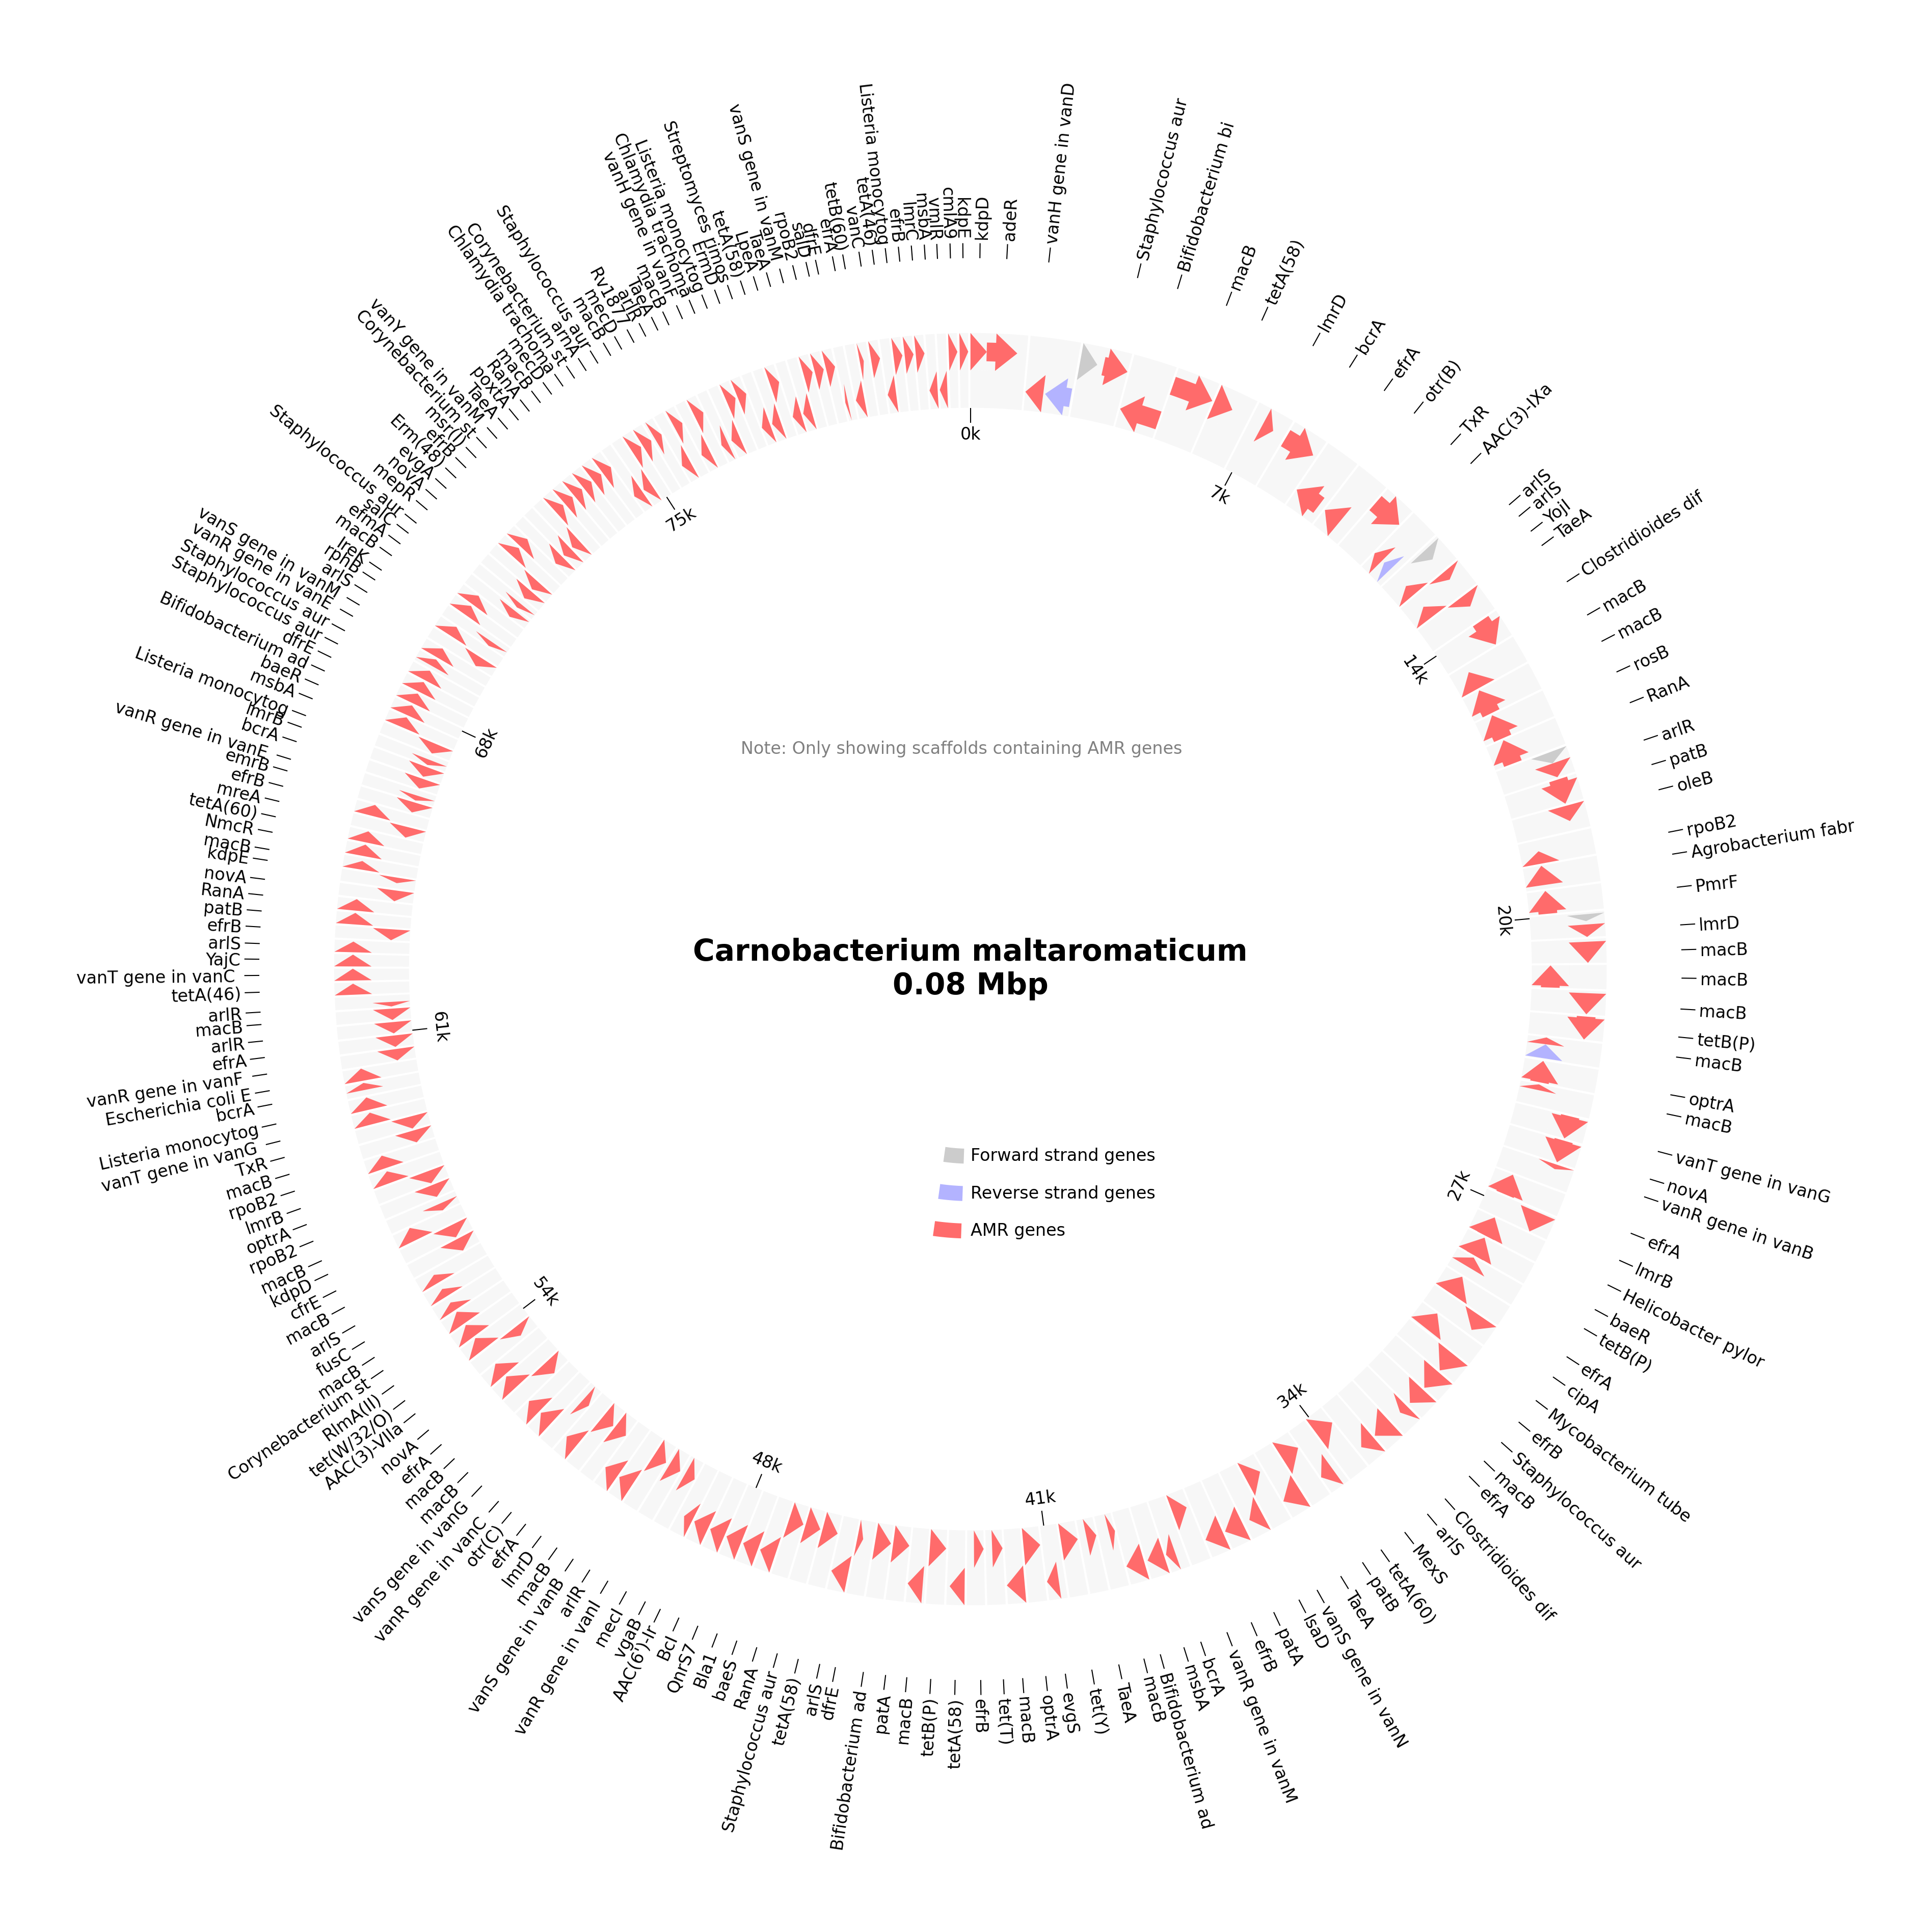 kdpD
adeR
vanH gene in vanD
Staphylococcus aur
Bifidobacterium bi
macB
tetA(58)
lmrD
bcrA
efrA
otr(B)
TxR
AAC(3)-IXa
arlS
arlS
YojI
TaeA
Clostridioides dif
macB
macB
rosB
RanA
arlR
patB
oleB
rpoB2
Agrobacterium fabr
PmrF
lmrD
macB
macB
macB
tetB(P)
macB
optrA
macB
vanT gene in vanG
novA
vanR gene in vanB
efrA
lmrB
Helicobacter pylor
baeR
tetB(P)
efrA
cipA
Mycobacterium tube
efrB
Staphylococcus aur
macB
efrA
Clostridioides dif
arlS
MexS
tetA(60)
patB
TaeA
vanS gene in vanN
lsaD
patA
efrB
vanR gene in vanM
bcrA
msbA
Bifidobacterium ad
macB
TaeA
tet(Y)
evgS
optrA
macB
tet(T)
efrB
tetA(58)
tetB(P)
macB
patA
Bifidobacterium ad
dfrE
arlS
tetA(58)
Staphylococcus aur
RanA
baeS
Bla1
QnrS7
BcI
AAC(6')-Ir
vgaB
mecI
vanR gene in vanI
arlR
vanS gene in vanB
macB
lmrD
efrA
otr(C)
vanR gene in vanC
vanS gene in vanG
macB
macB
efrA
novA
AAC(3)-VIIa
tet(W/32/O)
RlmA(II)
Corynebacterium st
macB
fusC
arlS
macB
cfrE
kdpD
macB
rpoB2
optrA
lmrB
rpoB2
macB
TxR
vanT gene in vanG
Listeria monocytog
bcrA
Escherichia coli E
vanR gene in vanF
efrA
arlR
macB
arlR
tetA(46)
vanT gene in vanC
YajC
arlS
efrB
patB
RanA
novA
kdpE
macB
NmcR
tetA(60)
mreA
efrB
emrB
vanR gene in vanE
bcrA
lmrB
Listeria monocytog
msbA
baeR
Bifidobacterium ad
dfrE
Staphylococcus aur
Staphylococcus aur
vanR gene in vanE
vanS gene in vanM
arlS
rphB
IreK
macB
efmA
salC
Staphylococcus aur
mepR
novA
evgA
Erm(48)
efrB
msr(I)
Corynebacterium st
vanY gene in vanM
TaeA
poxtA
RanA
macB
mecD
Chlamydia trachoma
Corynebacterium st
arnA
Staphylococcus aur
macB
mecD
Rv1877
arlR
TaeA
macB
vanH gene in vanF
Chlamydia trachoma
Listeria monocytog
ErmD
Streptomyces rimos
tetA(58)
LpeA
TaeA
vanS gene in vanM
rpoB2
salD
dfrE
efrA
tetB(60)
vanC
tetA(46)
Listeria monocytog
efrB
lmrC
msbA
vmlR
cmlA9
kdpE
0k
7k
14k
20k
27k
34k
41k
48k
54k
61k
68k
75k
Note: Only showing scaffolds containing AMR genes
Carnobacterium maltaromaticum
0.08 Mbp
Forward strand genes
Reverse strand genes
AMR genes